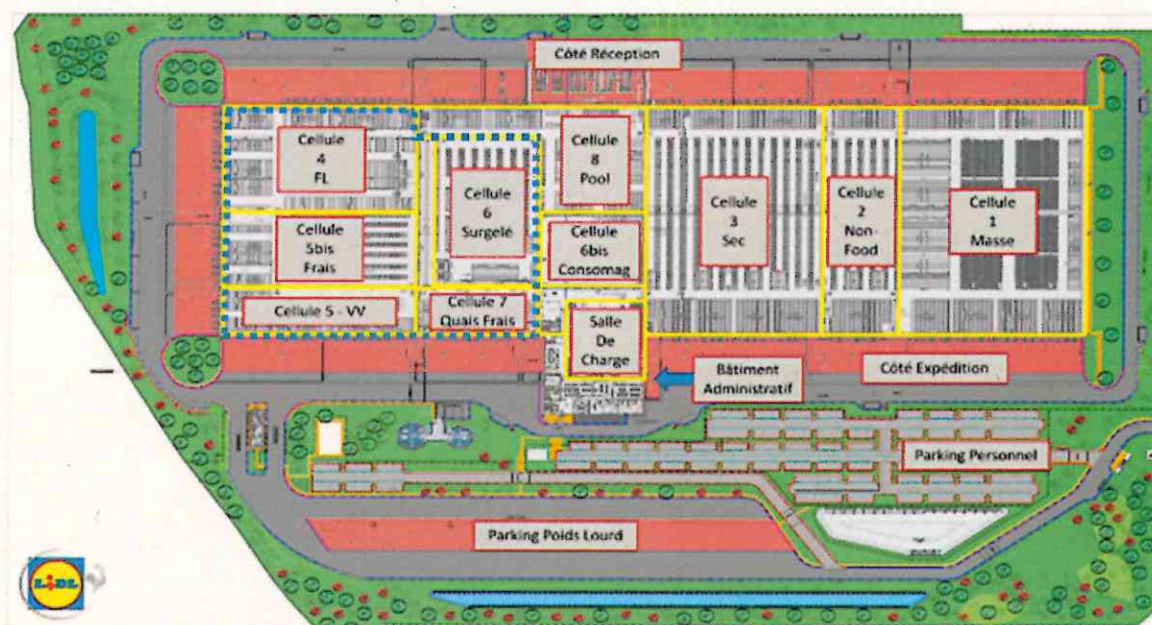 Côté Réception
Cellule
4
FL
Cellule
6
Surgelé
Cellule
8
Pool
Cellule
3
Sec
Cellule
2
Non-
Food
Cellule
1
Masse
Cellule
5bis
Frais
Cellule
6bis
Consomag
Cellule 5 - VV
Cellule 7
Quais Frais
Salle
De
Charge
Bâtiment
Administratif
Côté Expédition
Parking Personnel
Parking Poids Lourd
LIDL